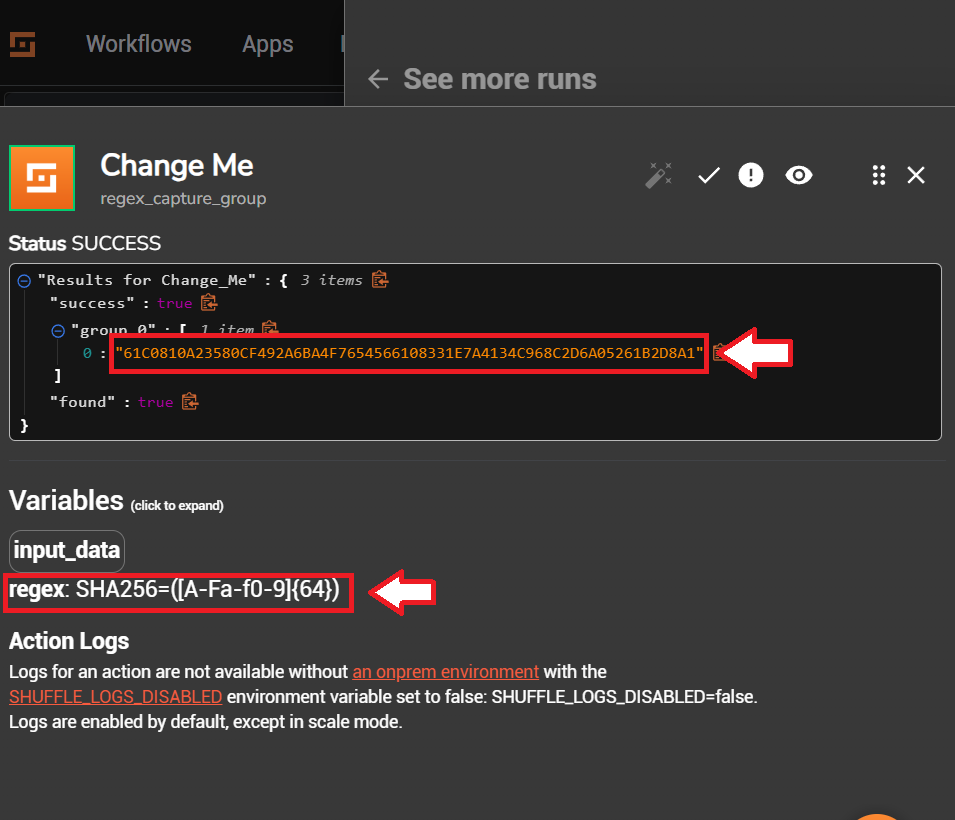 Workflows Apps
← See more runs
Change Me
regex_capture_group
Status SUCCESS
"Results for Change_Me" : { 3 items
"success" : true
"group_0" : [ 1 item
0 : "61C0810A23580CF492A6BA4F7654566108331E7A4134C968C2D6A05261B2D8A1"
]
"found" : true
}
Variables (click to expand)
input_data
regex: SHA256=([A-Fa-f0-9]{64})
Action Logs
Logs for an action are not available without an onprem environment with the
SHUFFLE_LOGS_DISABLED environment variable set to false: SHUFFLE_LOGS_DISABLED=false.
Logs are enabled by default, except in scale mode.